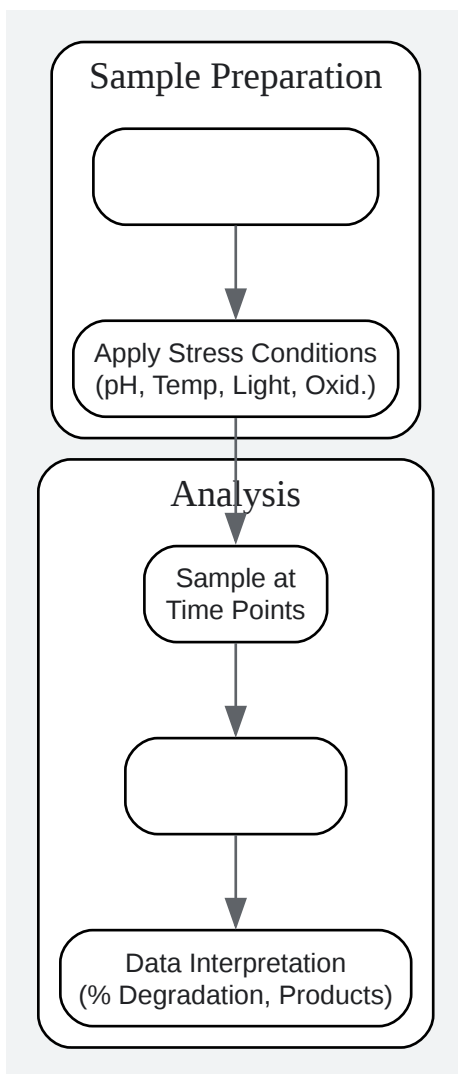 Sample Preparation
Apply Stress Conditions
(pH, Temp, Light, Oxid.)
Analysis
Sample at
Time Points
Data Interpretation
(% Degradation, Products)